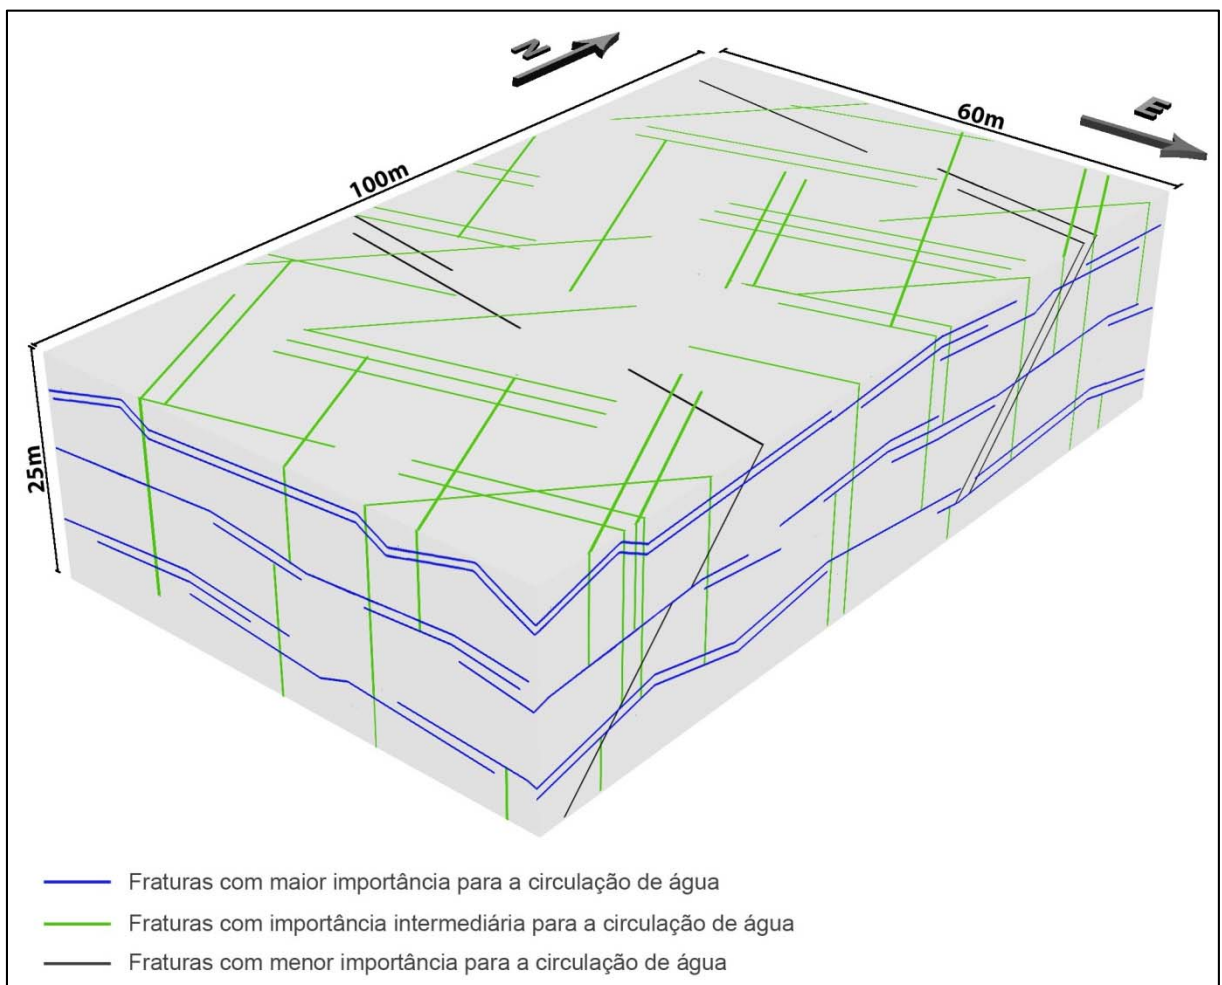 N
E
60m
100m
25m
Fraturas com maior importância para a circulação de água
Fraturas com importância intermediária para a circulação de água
Fraturas com menor importância para a circulação de água